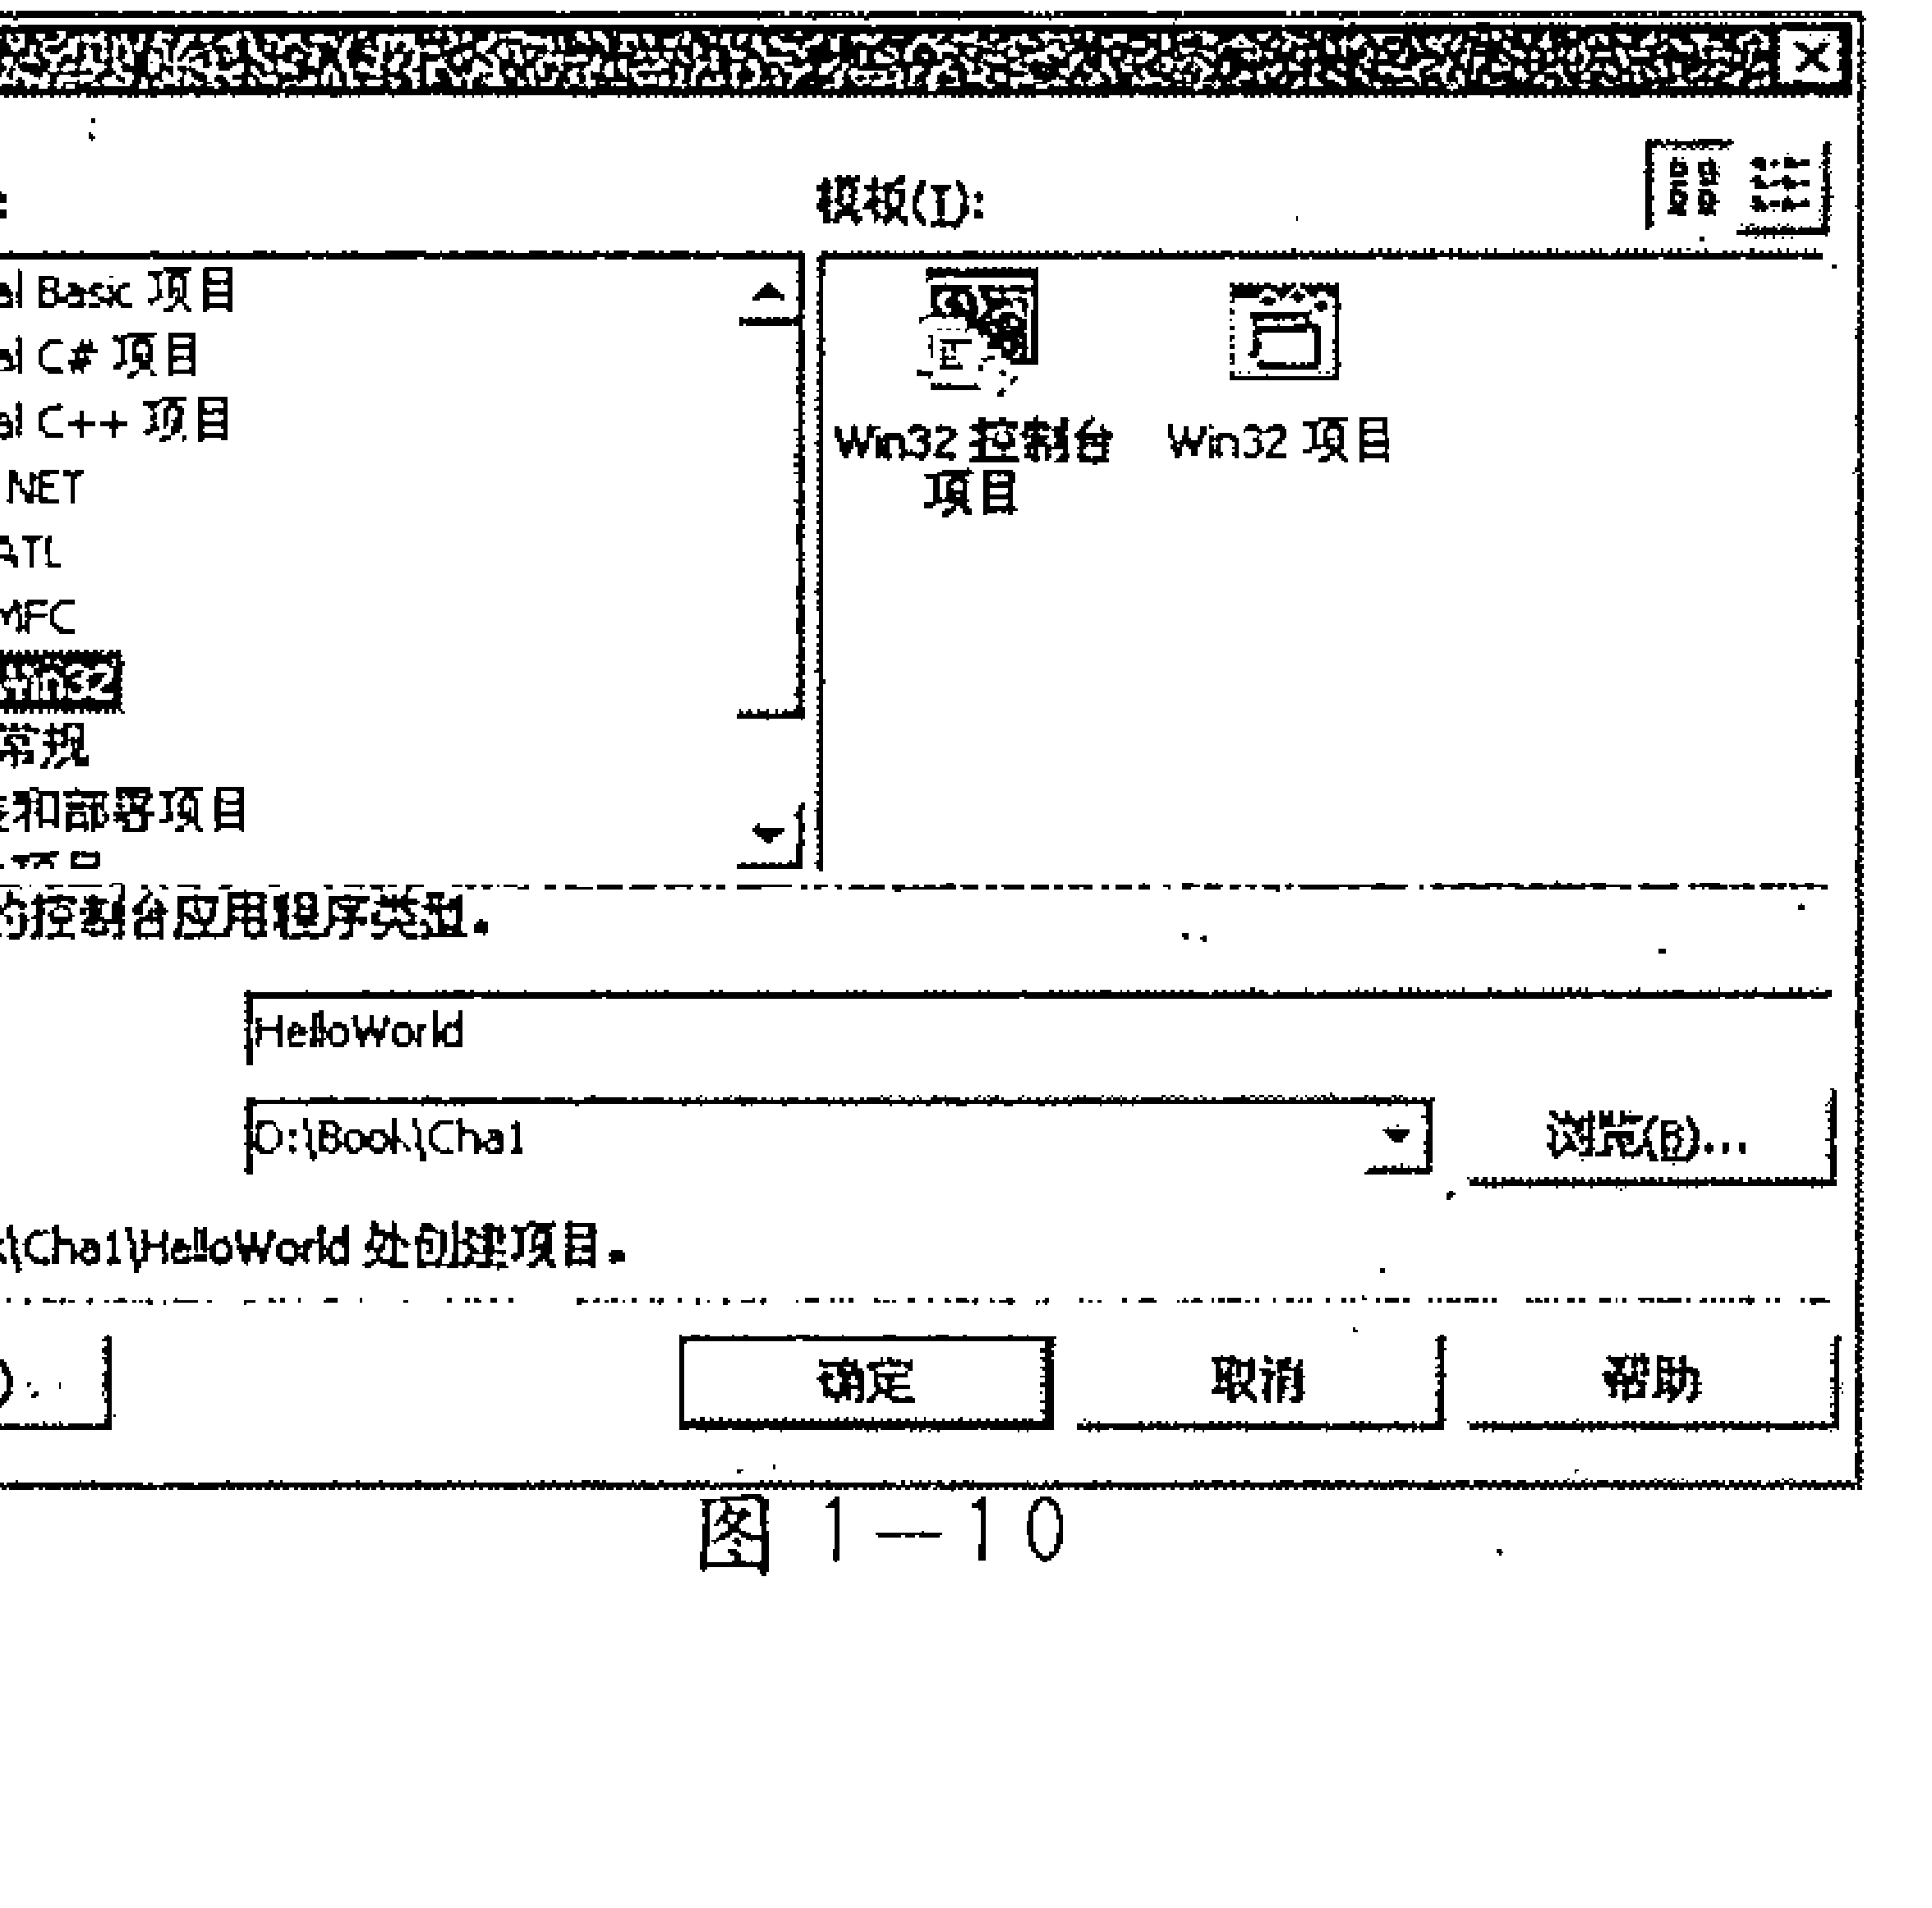 :
模板(T):
al Basic 项目
al C# 项目
al C++ 项目
NET
ATL
MFC
Win32
常规
和部署项目
Win32 控制台
项目
Win32 项目
的控制台应用程序类型。
HelloWorld
D:\Book\Cha1
浏览(B)...
\Cha1\HelloWorld 处创建项目。
)
确定
取消
帮助
图 1—10